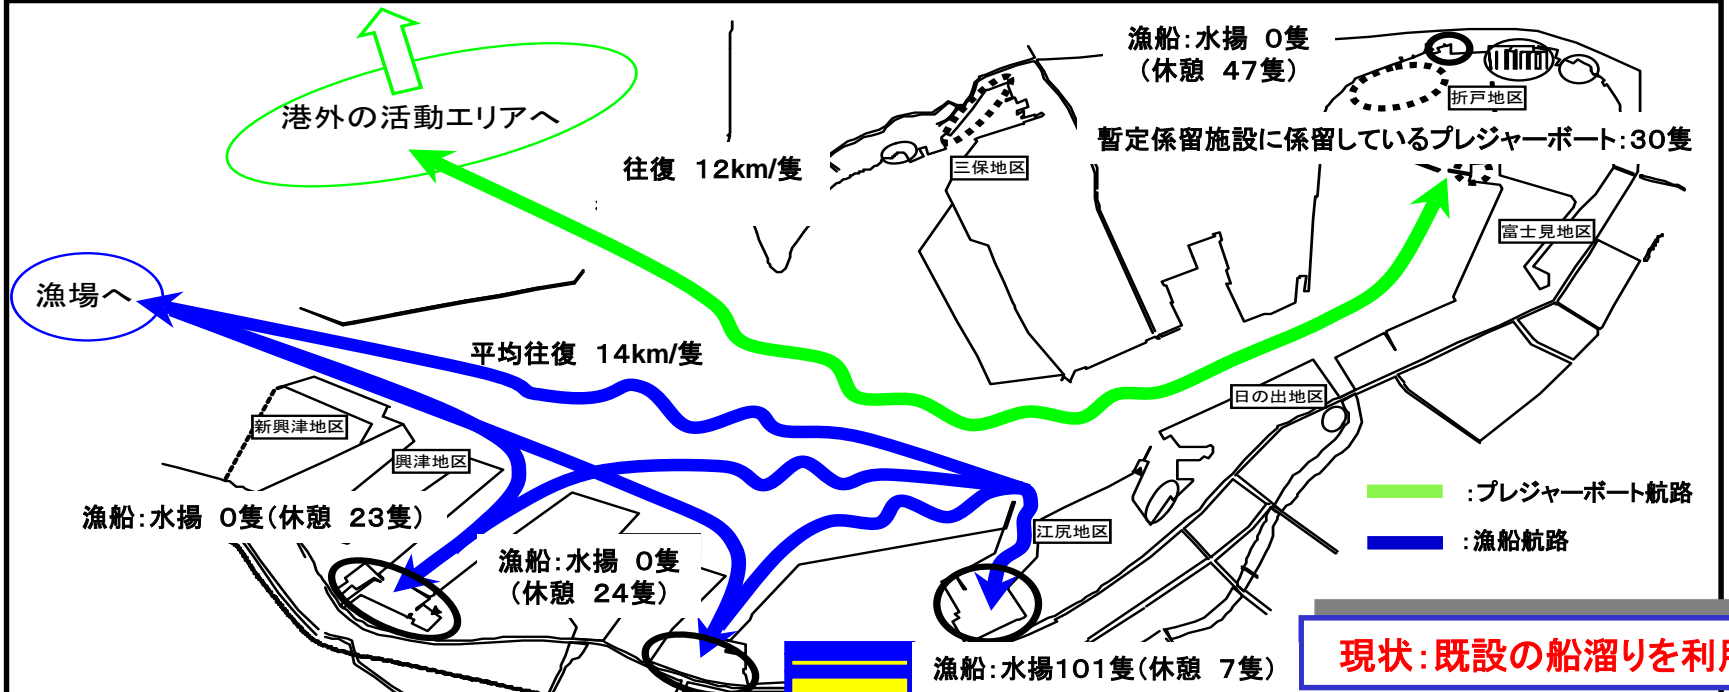 漁船：水揚 0隻
（休憩 47隻）
折戸地区
港外の活動エリアへ
暫定係留施設に係留しているプレジャーボート：30隻
往復 12km/隻
三保地区
富士見地区
漁場へ
平均往復 14km/隻
日の出地区
新興津地区
興津地区
：プレジャーボート航路
漁船：水揚 0隻（休憩 23隻）
江尻地区
：漁船航路
漁船：水揚 0隻
（休憩 24隻）
漁船：水揚101隻（休憩 7隻）
現状：既設の船溜りを利